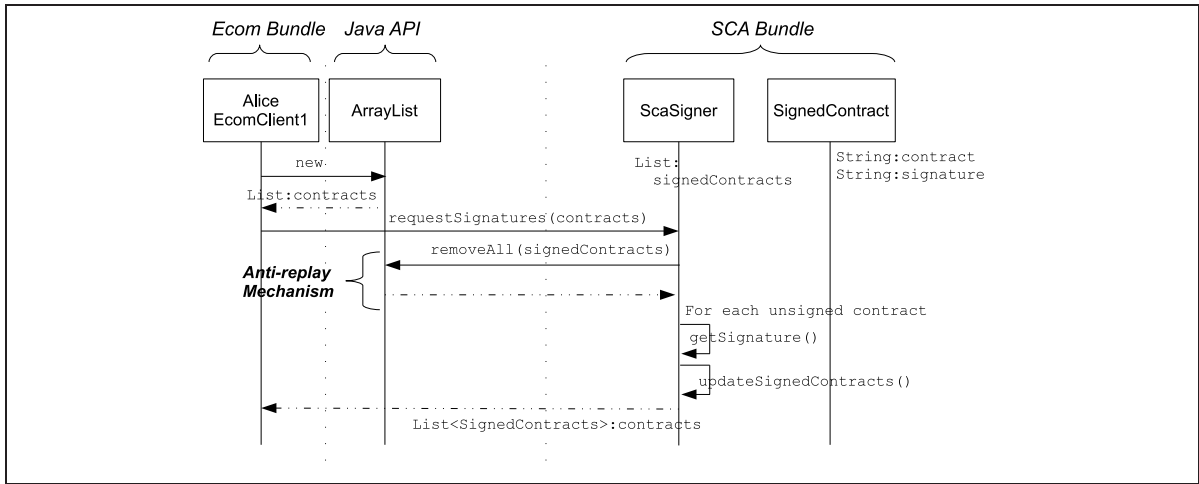 Ecom Bundle Java API SCA Bundle
Alice
EcomClient1
ArrayList
ScaSigner
SignedContract
new
List:
signedContracts
String:contract
String:signature
List:contracts
requestSignatures(contracts)
removeAll(signedContracts)
Anti-replay
Mechanism
For each unsigned contract
getSignature()
updateSignedContracts()
List<SignedContracts>:contracts